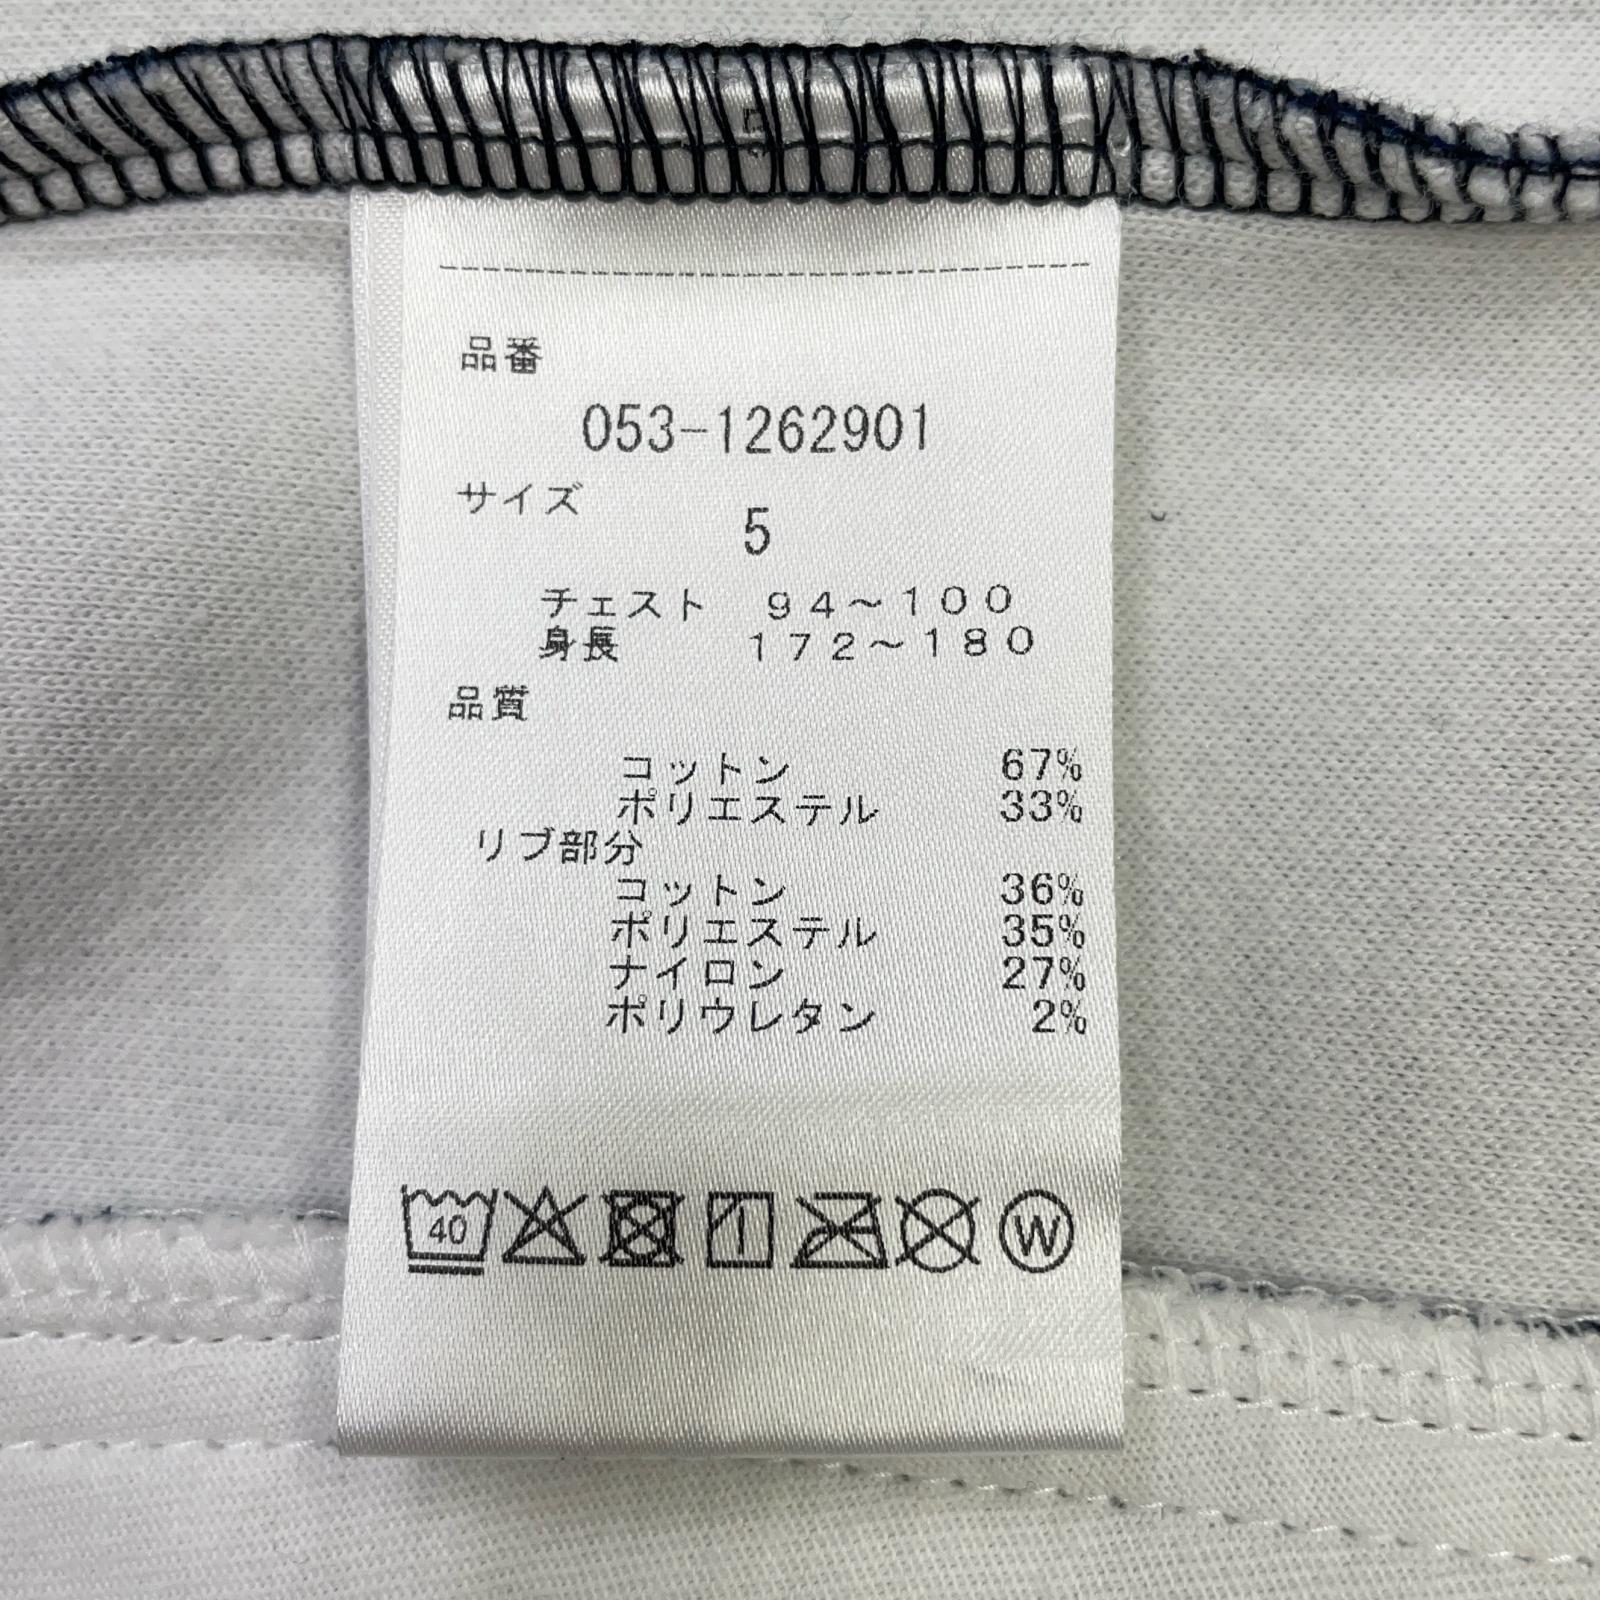 品番
053-1262901
サイズ
5
チェスト 94～100
身長 172～180
品質
コットン 67%
ポリエステル 33%
リブ部分
コットン 36%
ポリエステル 35%
ナイロン 27%
ポリウレタン 2%
40 W